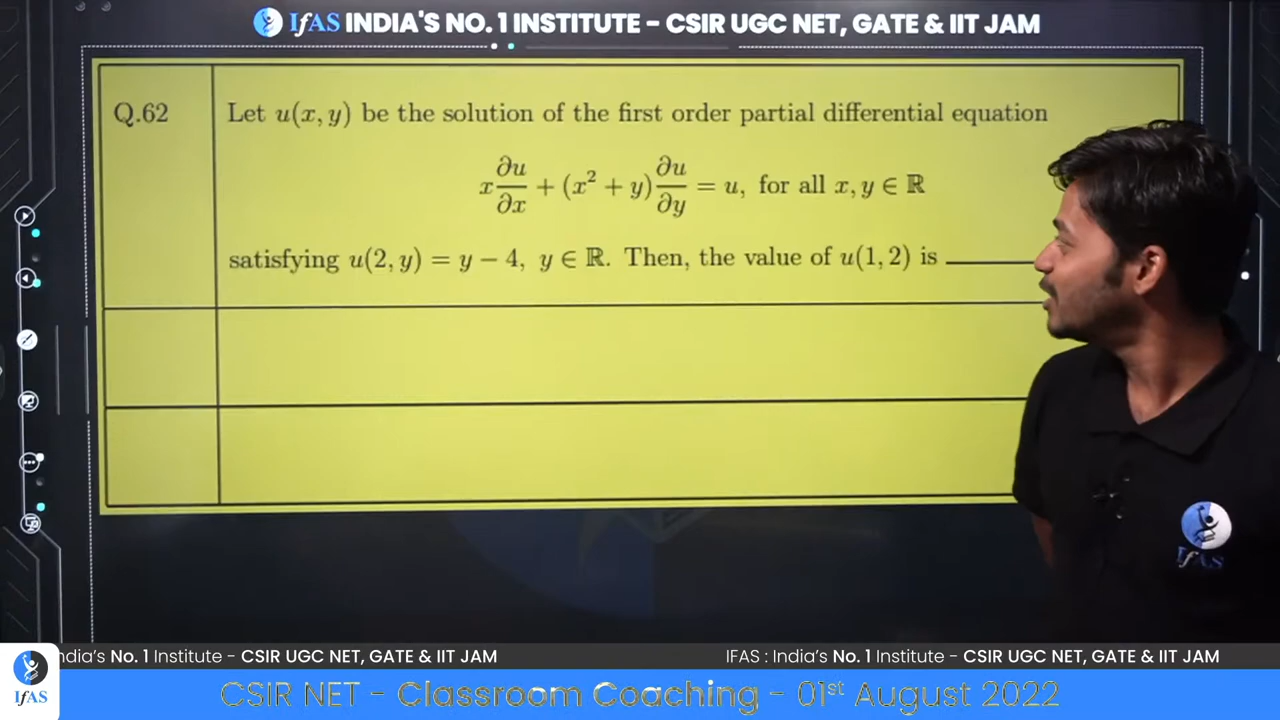 IfAS INDIA'S NO. 1 INSTITUTE - CSIR UGC NET, GATE & IIT JAM
Q.62
Let u(x, y) be the solution of the first order partial differential equation
x ∂u/∂x + (x² + y) ∂u/∂y = u, for all x, y ∈ ℝ
satisfying u(2, y) = y − 4, y ∈ ℝ. Then, the value of u(1, 2) is ______
IfAS
ndia's No. 1 Institute - CSIR UGC NET, GATE & IIT JAM
IFAS : India's No. 1 Institute - CSIR UGC NET, GATE & IIT JAM
IfAS
CSIR NET - Classroom Coaching - 01st August 2022